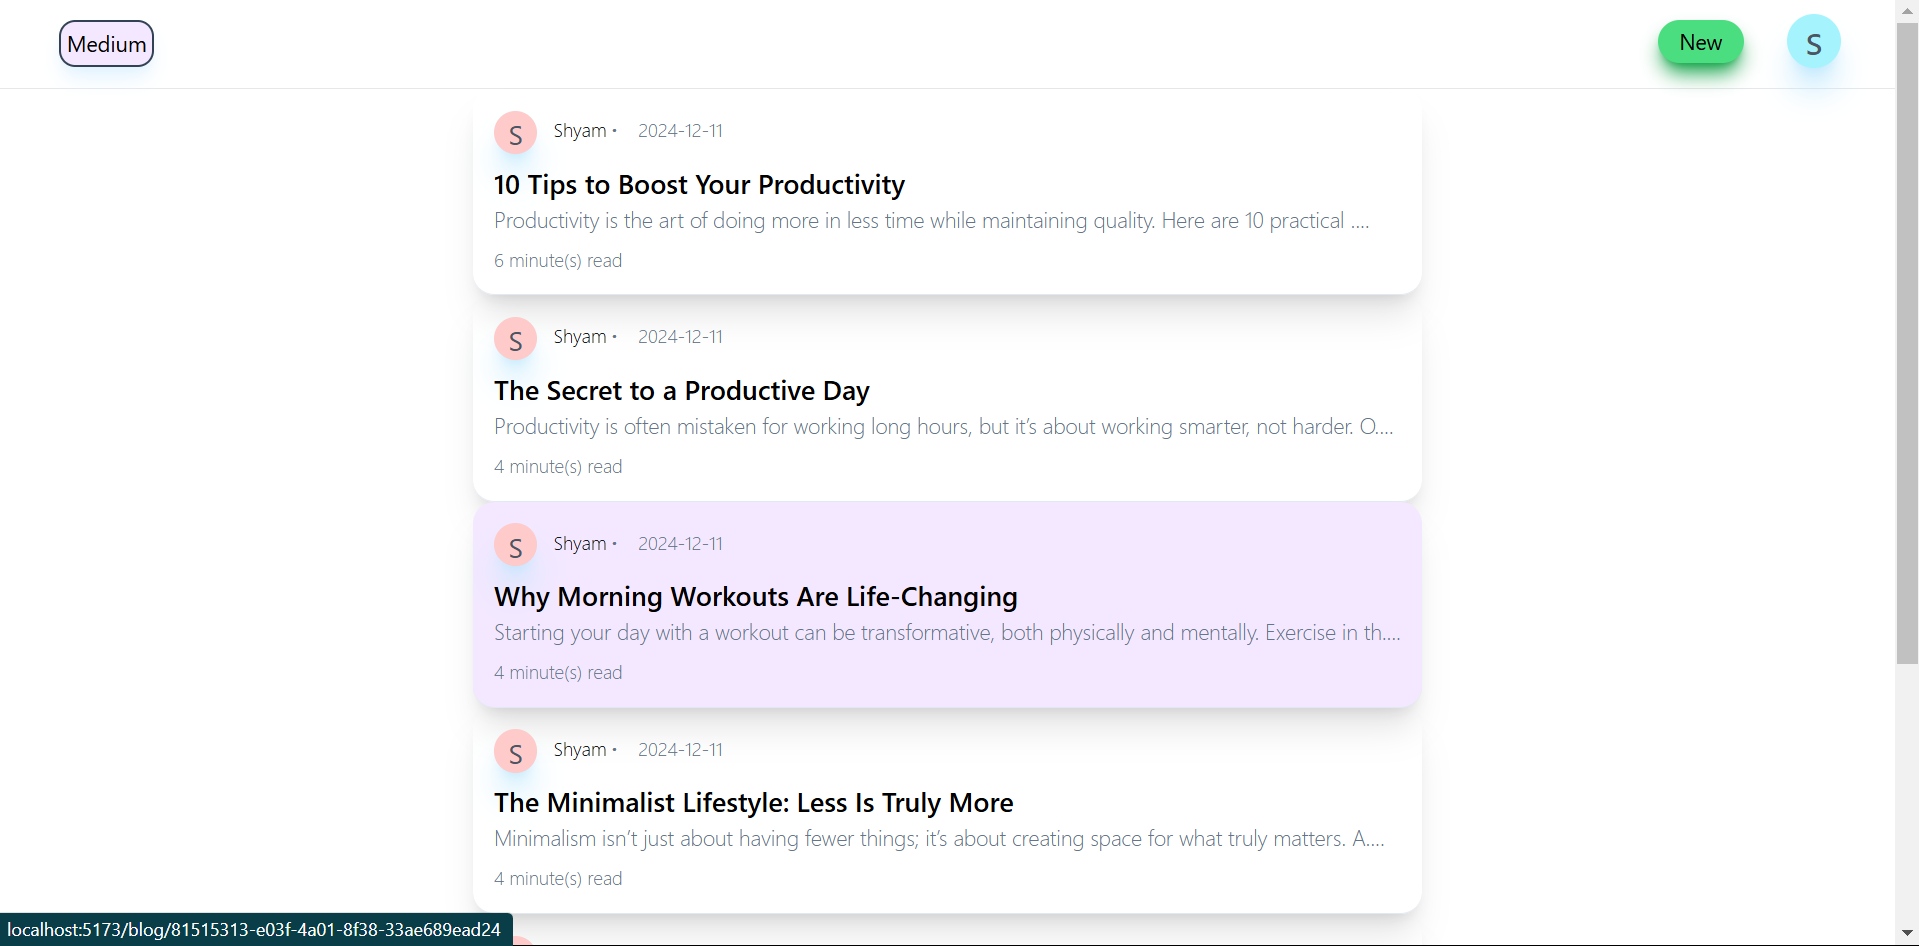 Medium
New
S
S
Shyam · 2024-12-11
10 Tips to Boost Your Productivity
Productivity is the art of doing more in less time while maintaining quality. Here are 10 practical ....
6 minute(s) read
S
Shyam · 2024-12-11
The Secret to a Productive Day
Productivity is often mistaken for working long hours, but it’s about working smarter, not harder. O....
4 minute(s) read
S
Shyam · 2024-12-11
Why Morning Workouts Are Life-Changing
Starting your day with a workout can be transformative, both physically and mentally. Exercise in th....
4 minute(s) read
S
Shyam · 2024-12-11
The Minimalist Lifestyle: Less Is Truly More
Minimalism isn’t just about having fewer things; it’s about creating space for what truly matters. A....
4 minute(s) read
localhost:5173/blog/81515313-e03f-4a01-8f38-33ae689ead24